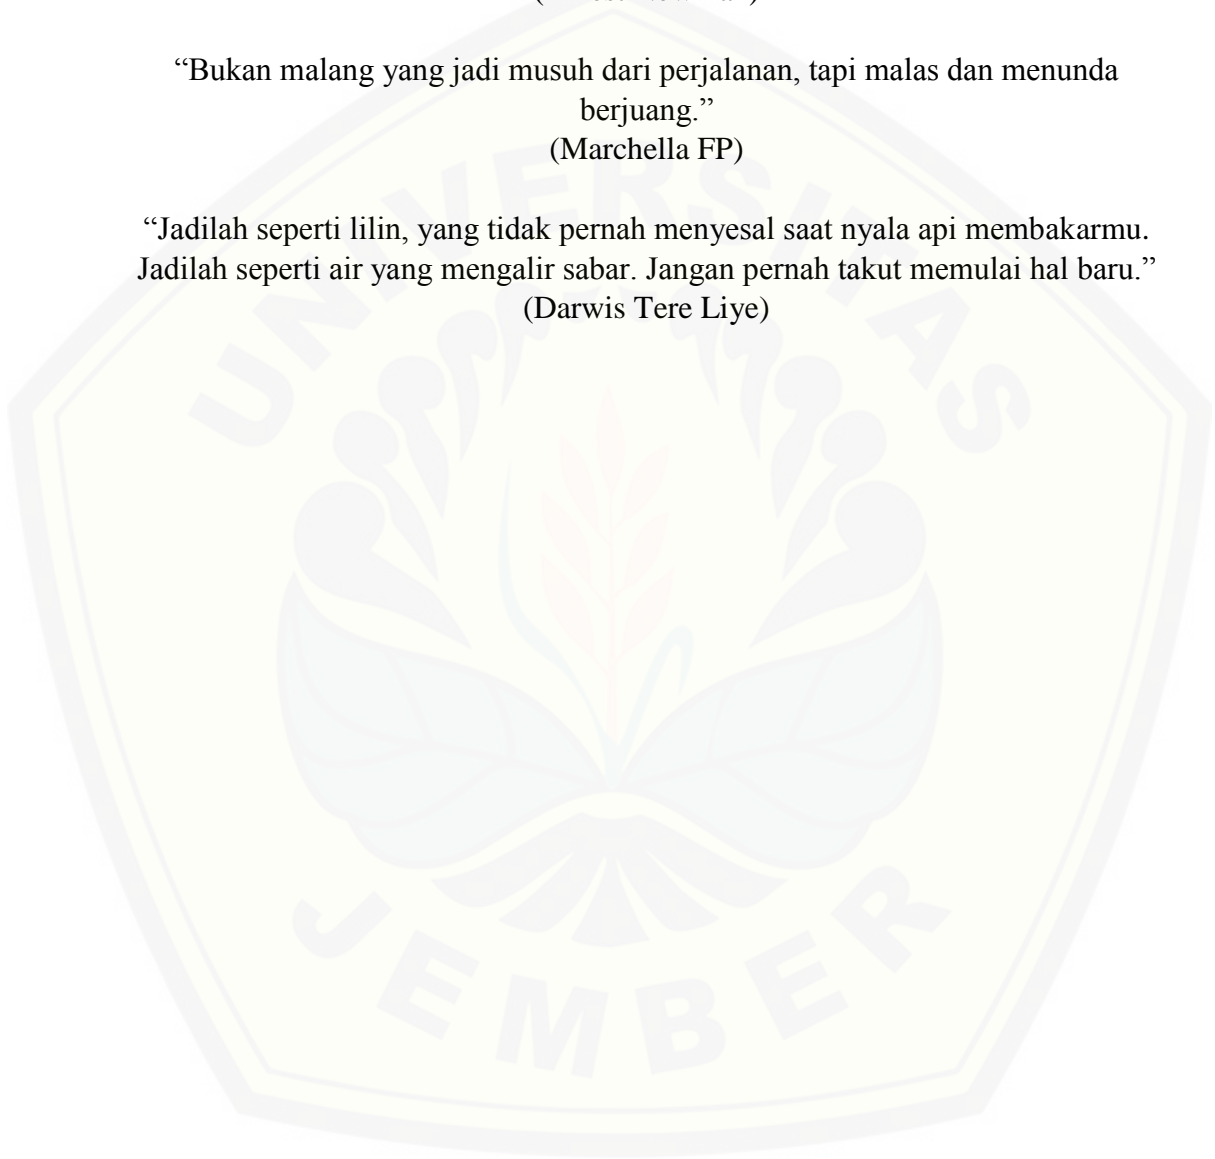 “Bukan malang yang jadi musuh dari perjalanan, tapi malas dan menunda
berjuang.”
(Marchella FP)
“Jadilah seperti lilin, yang tidak pernah menyesal saat nyala api membakarmu.
Jadilah seperti air yang mengalir sabar. Jangan pernah takut memulai hal baru.”
(Darwis Tere Liye)
UNIVERSITAS
JEMBER